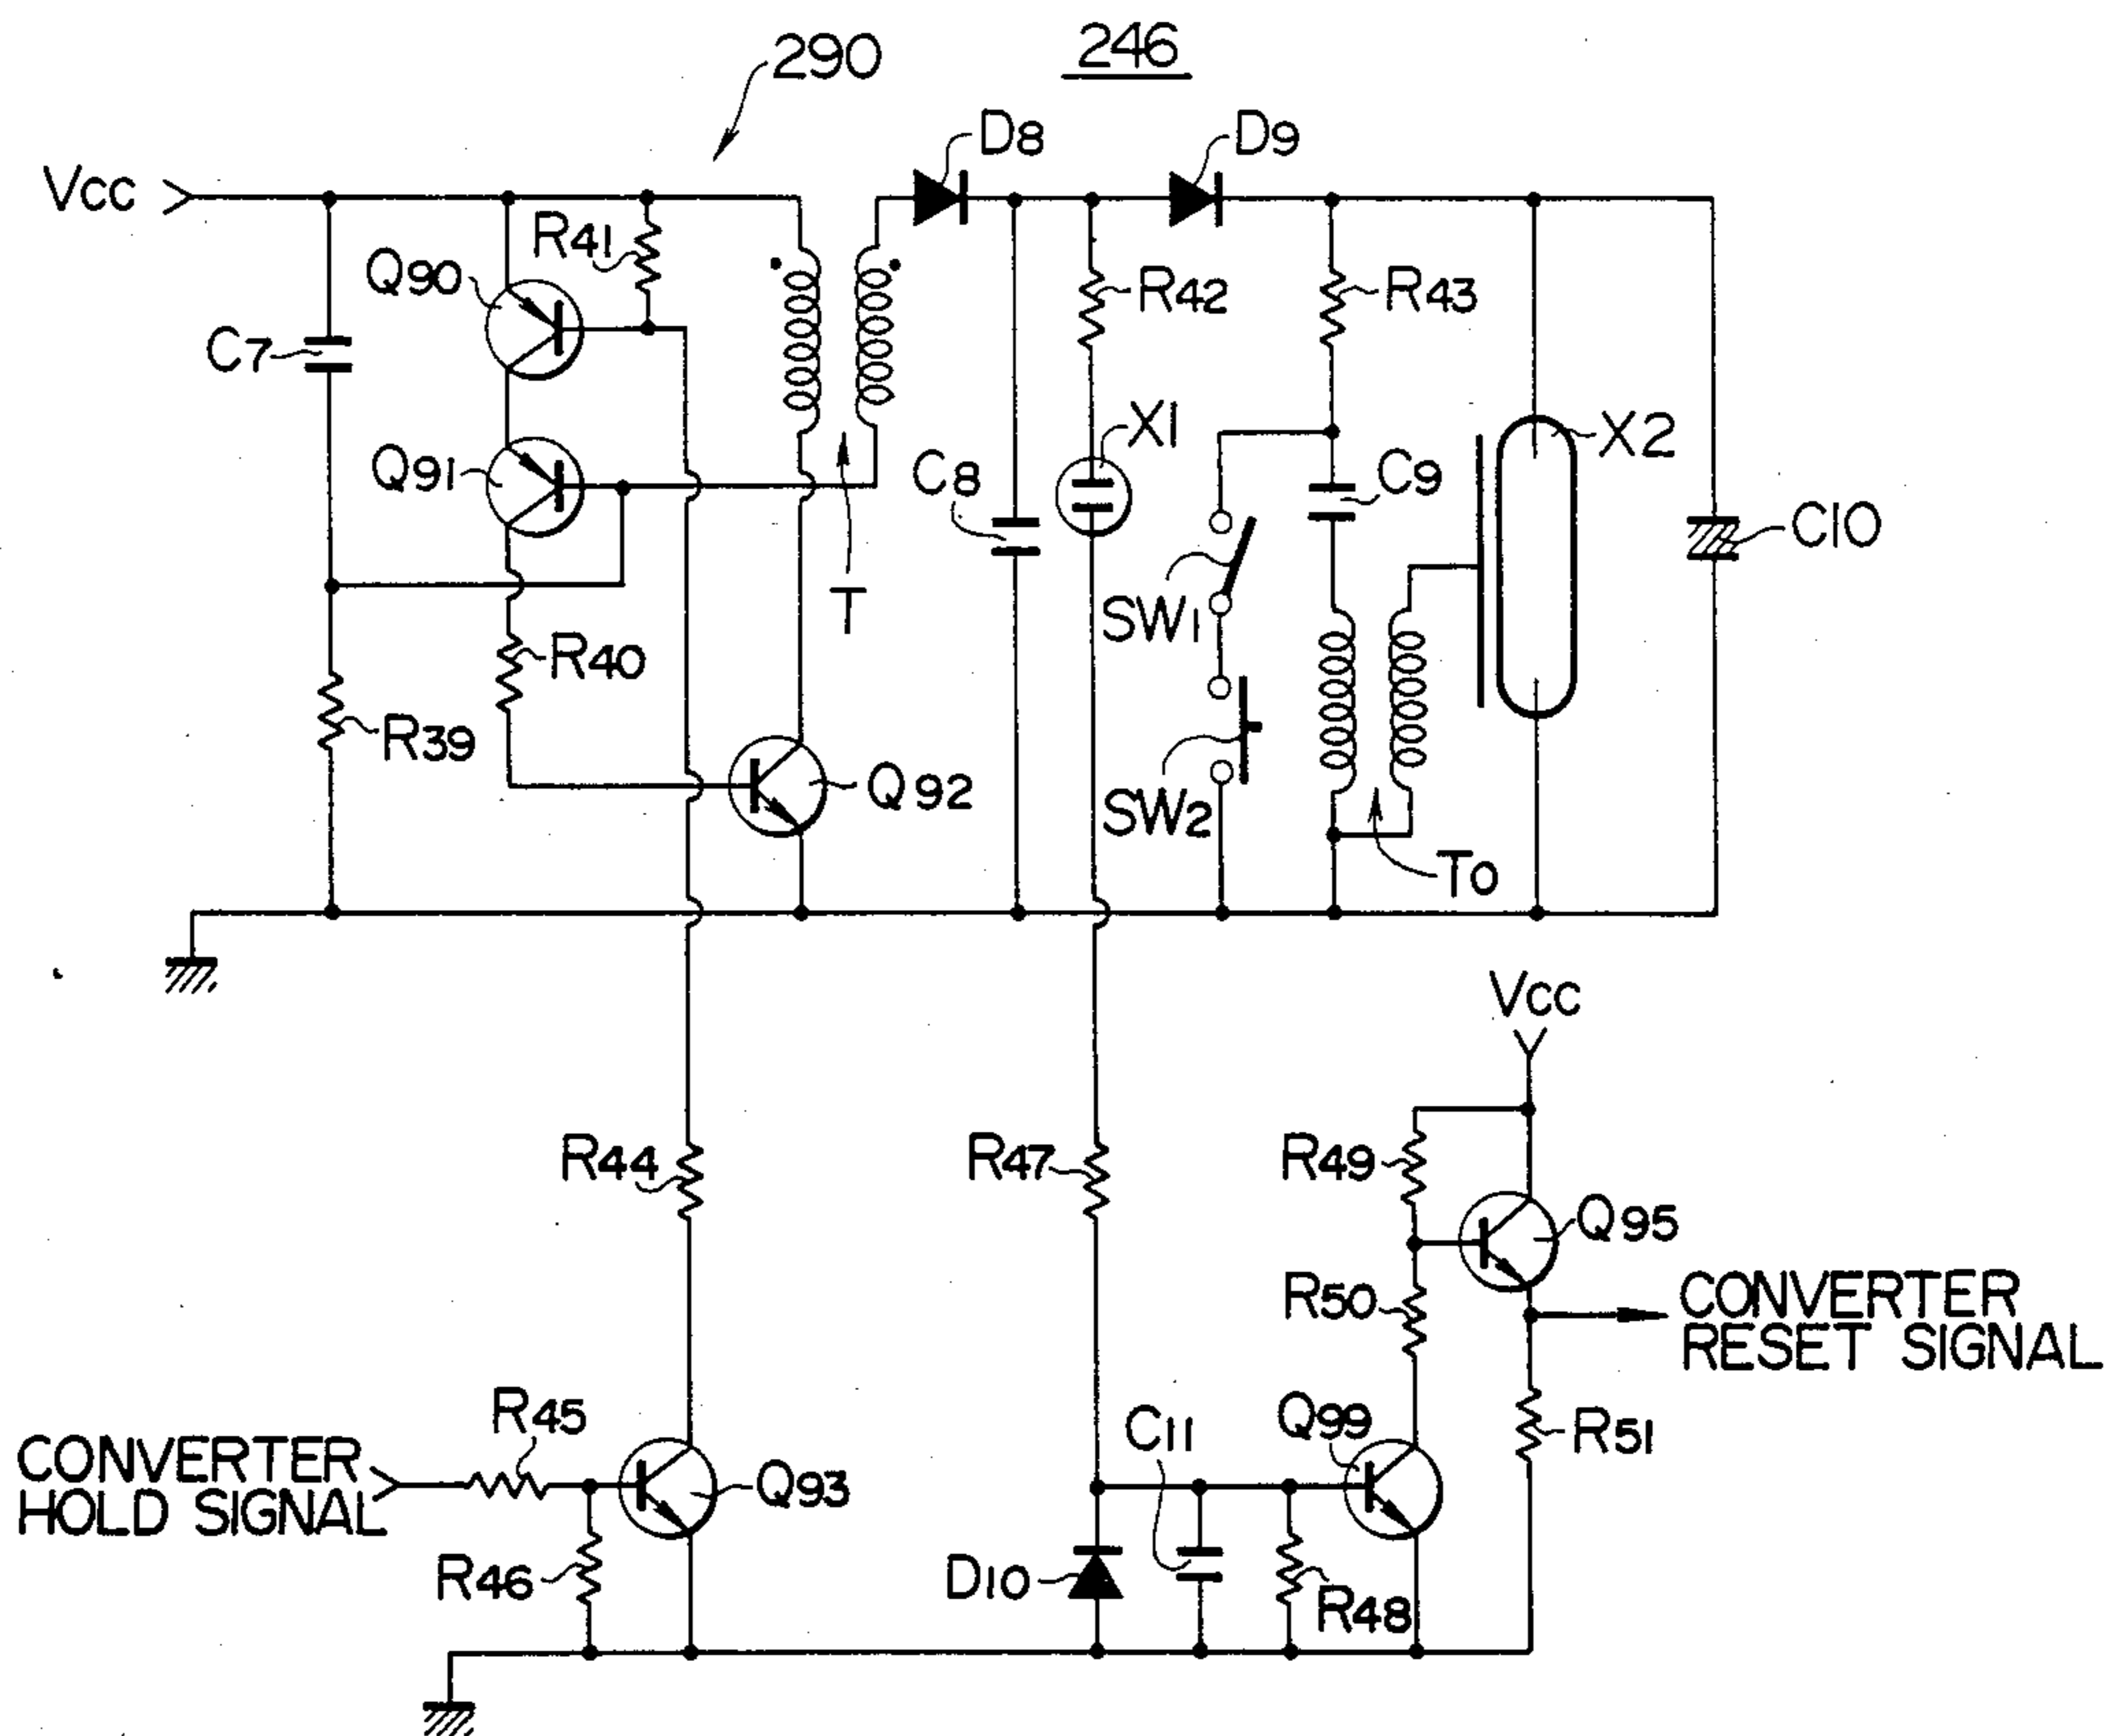 290
246
VCC
D8
D9
R41
Q90
R42
R43
C7
X1
X2
Q91
C8
C9
C10
SW1
T
R40
R39
Q92
SW2
T0
VCC
R44
R47
R49
Q95
R50
CONVERTER
RESET SIGNAL
R45
C11
Q99
R51
CONVERTER
HOLD SIGNAL
Q93
R46
D10
R48